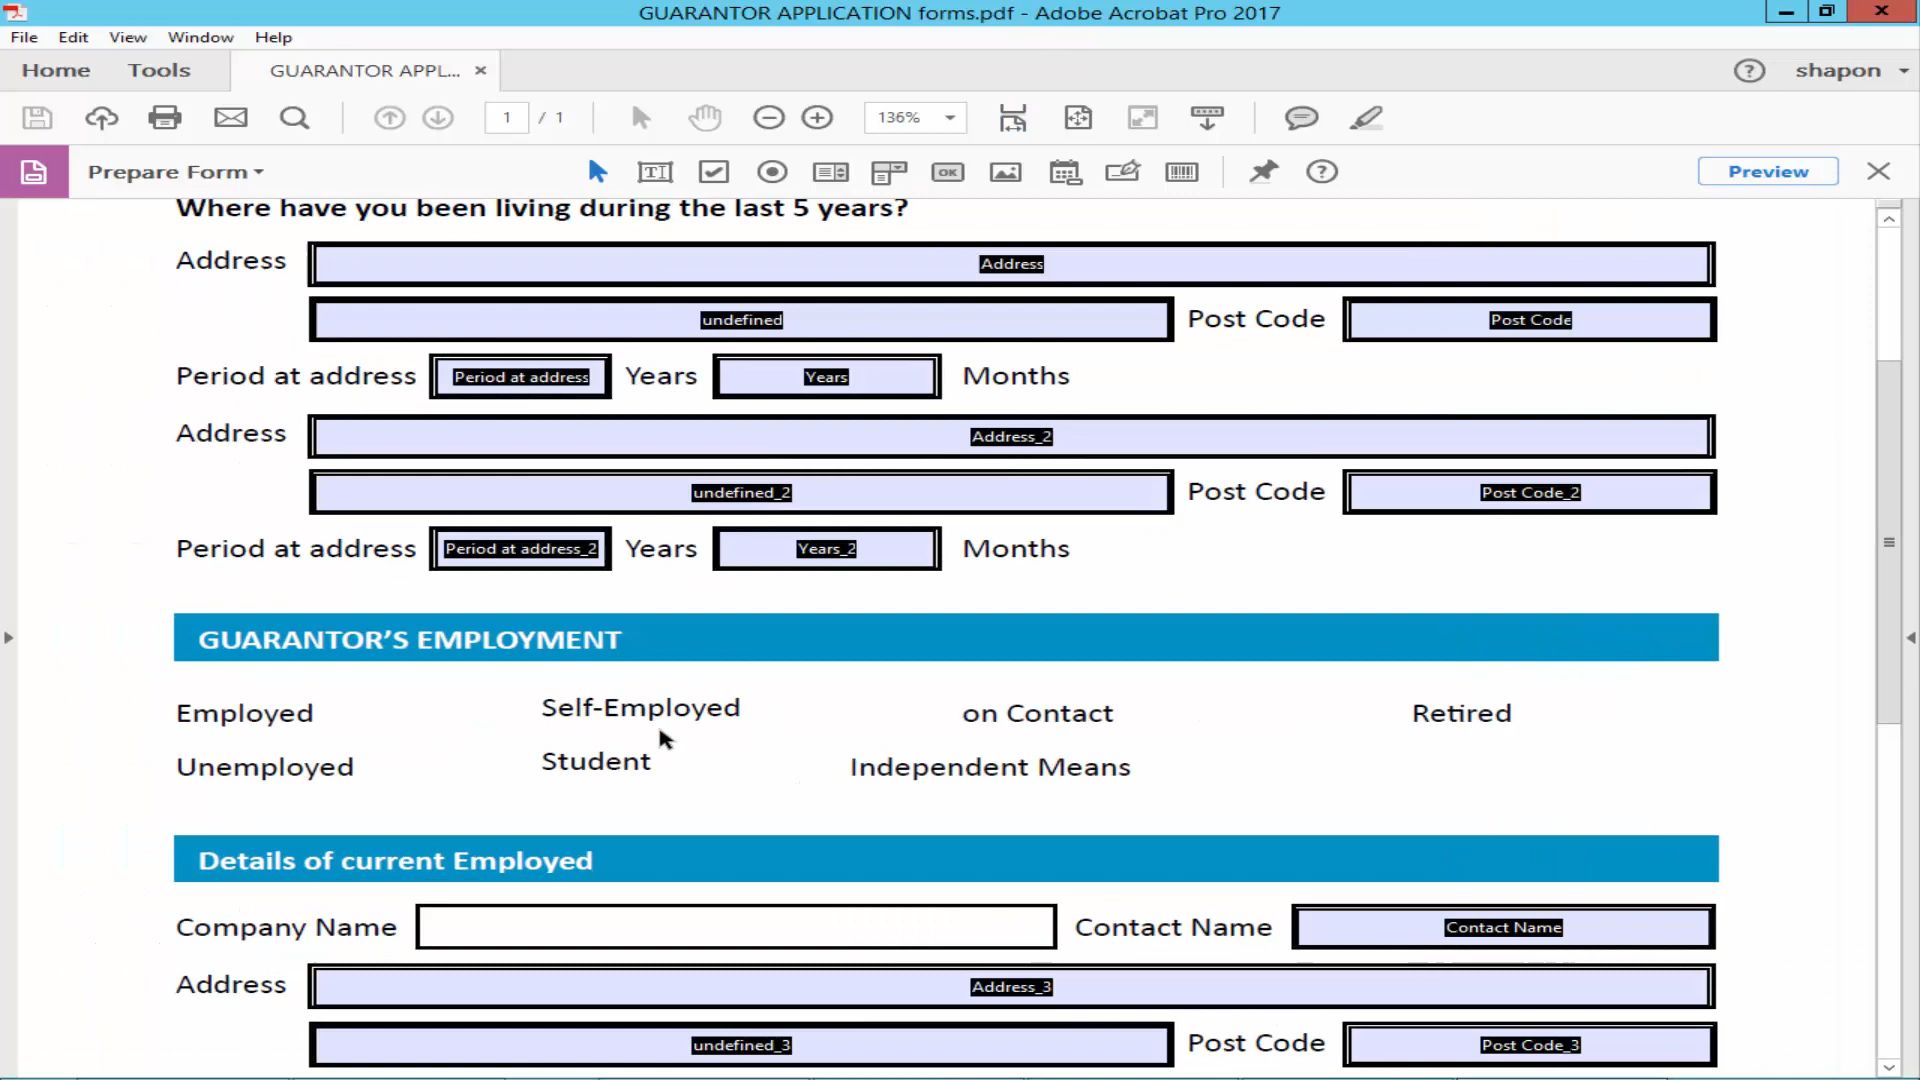 GUARANTOR APPLICATION forms.pdf - Adobe Acrobat Pro 2017
File Edit View Window Help
Home Tools GUARANTOR APPL... × ? shapon
1 / 1 136%
Prepare Form OK ? Preview
Where have you been living during the last 5 years?
Address Address
undefined Post Code Post Code
Period at address Period at address Years Years Months
Address Address_2
undefined_2 Post Code Post Code_2
Period at address Period at address_2 Years Years_2 Months
GUARANTOR’S EMPLOYMENT
Employed Self-Employed on Contact Retired
Unemployed Student Independent Means
Details of current Employed
Company Name Contact Name Contact Name
Address Address_3
undefined_3 Post Code Post Code_3